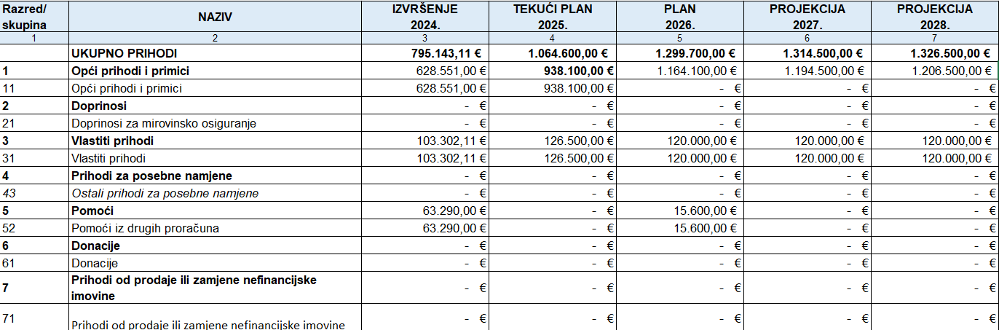 Razred/ skupina NAZIV IZVRŠENJE 2024. TEKUĆI PLAN 2025. PLAN 2026. PROJEKCIJA 2027. PROJEKCIJA 2028.
1 2 3 4 5 6 7
UKUPNO PRIHODI 795.143,11 € 1.064.600,00 € 1.299.700,00 € 1.314.500,00 € 1.326.500,00 €
1 Opći prihodi i primici 628.551,00 € 938.100,00 € 1.164.100,00 € 1.194.500,00 € 1.206.500,00 €
11 Opći prihodi i primici 628.551,00 € 938.100,00 € - € - € - €
2 Doprinosi - € - € - € - € - €
21 Doprinosi za mirovinsko osiguranje - € - € - € - € - €
3 Vlastiti prihodi 103.302,11 € 126.500,00 € 120.000,00 € 120.000,00 € 120.000,00 €
31 Vlastiti prihodi 103.302,11 € 126.500,00 € 120.000,00 € 120.000,00 € 120.000,00 €
4 Prihodi za posebne namjene - € - € - € - € - €
43 Ostali prihodi za posebne namjene - € - € - € - € - €
5 Pomoći 63.290,00 € - € 15.600,00 € - € - €
52 Pomoći iz drugih proračuna 63.290,00 € - € 15.600,00 € - € - €
6 Donacije - € - € - € - € - €
61 Donacije - € - € - € - € - €
7 Prihodi od prodaje ili zamjene nefinancijske imovine - € - € - € - € - €
71 Prihodi od prodaje ili zamjene nefinancijske imovine - € - € - € - € - €